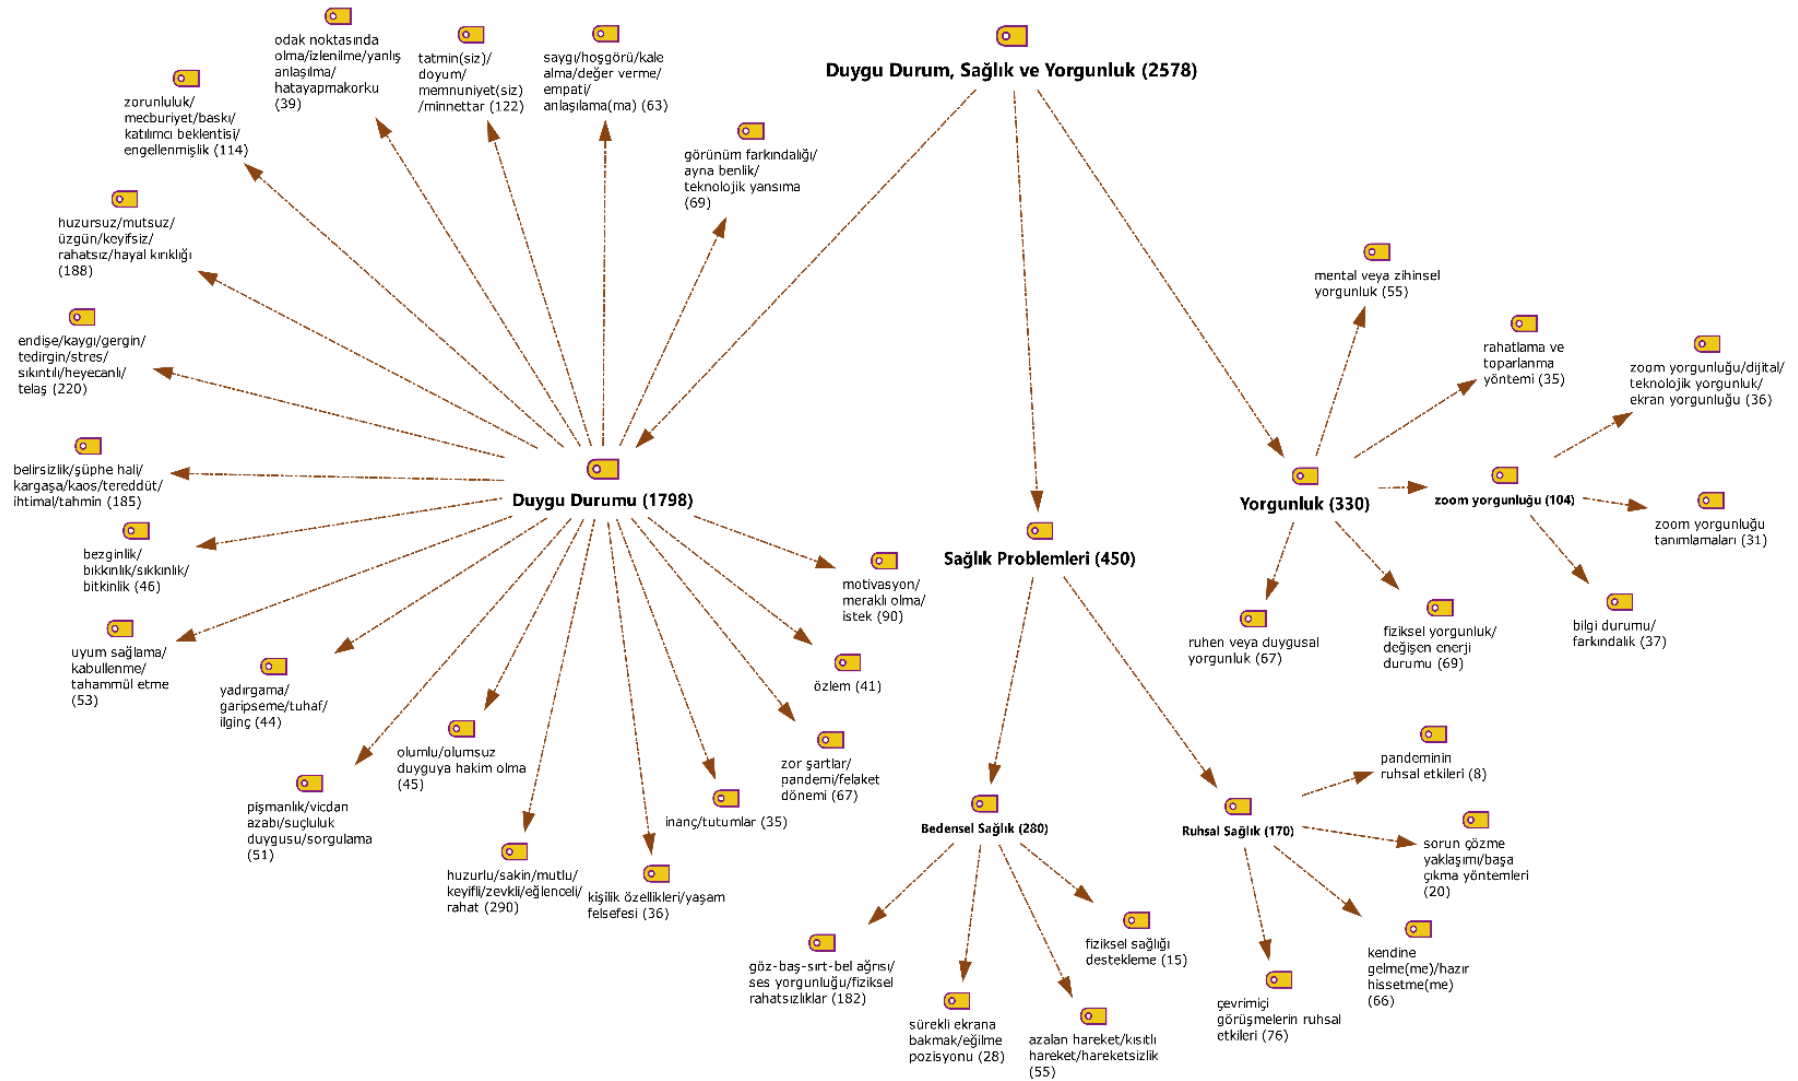 Duygu Durum, Sağlık ve Yorgunluk (2578)
odak noktasında
olma/izlenilme/yanlış
anlaşılma/
hatayapmakorku
(39)
tatmin(siz)/
doyum/
memnuniyet(siz)
/minnettar (122)
saygı/hoşgörü/kale
alma/değer verme/
empati/
anlaşılama(ma) (63)
zorunluluk/
mecburiyet/baskı/
katılımcı beklentisi/
engellenmişlik (114)
görünüm farkındalığı/
ayna benlik/
teknolojik yansıma
(69)
huzursuz/mutsuz/
üzgün/keyifsiz/
rahatsız/hayal kırıklığı
(188)
endişe/kaygı/gergin/
tedirgin/stres/
sıkıntılı/heyecanlı/
telaş (220)
belirsizlik/şüphe hali/
kargaşa/kaos/tereddüt/
ihtimal/tahmin (185)
Duygu Durumu (1798)
bezginlik/
bıkkınlık/sıkkınlık/
bitkinlik (46)
uyum sağlama/
kabullenme/
tahammül etme
(53)
yadırgama/
garipseme/tuhaf/
ilginç (44)
pişmanlık/vicdan
azabı/suçluluk
duygusu/sorgulama
(51)
olumlu/olumsuz
duyguya hakim olma
(45)
huzurlu/sakin/mutlu/
keyifli/zevkli/eğlenceli/
rahat (290)
kişilik özellikleri/yaşam
felsefesi (36)
inanç/tutumlar (35)
zor şartlar/
pandemi/felaket
dönemi (67)
özlem (41)
motivasyon/
meraklı olma/
istek (90)
Sağlık Problemleri (450)
Bedensel Sağlık (280)
göz-baş-sırt-bel ağrısı/
ses yorgunluğu/fiziksel
rahatsızlıklar (182)
sürekli ekrana
bakmak/eğilme
pozisyonu (28)
azalan hareket/kısıtlı
hareket/hareketsizlik
(55)
fiziksel sağlığı
destekleme (15)
Ruhsal Sağlık (170)
pandeminin
ruhsal etkileri (8)
sorun çözme
yaklaşımı/başa
çıkma yöntemleri
(20)
kendine
gelme(me)/hazır
hissetme(me)
(66)
çevrimiçi
görüşmelerin ruhsal
etkileri (76)
Yorgunluk (330)
mental veya zihinsel
yorgunluk (55)
rahatlama ve
toparlanma
yöntemi (35)
zoom yorgunluğu (104)
zoom yorgunluğu/dijital/
teknolojik yorgunluk/
ekran yorgunluğu (36)
zoom yorgunluğu
tanımlamaları (31)
bilgi durumu/
farkındalık (37)
fiziksel yorgunluk/
değişen enerji
durumu (69)
ruhen veya duygusal
yorgunluk (67)